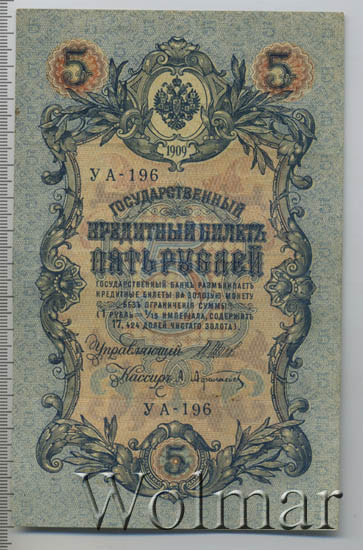 5 5
1909
УА-196
ГОСУДАРСТВЕННЫЙ
КРЕДИТНЫЙ БИЛЕТЪ
ПЯТЬ РУБЛЕЙ
ГОСУДАРСТВЕННЫЙ БАНКЪ РАЗМѢНИВАЕТЪ
КРЕДИТНЫЕ БИЛЕТЫ НА ЗОЛОТУЮ МОНЕТУ
БЕЗЪ ОГРАНИЧЕНІЯ СУММЫ
(1 РУБЛЬ = 1/15 ИМПЕРІАЛА, СОДЕРЖИТЪ
17,424 ДОЛЕЙ ЧИСТАГО ЗОЛОТА)
Управляющій
Кассиръ
УА-196
5
Wolmar